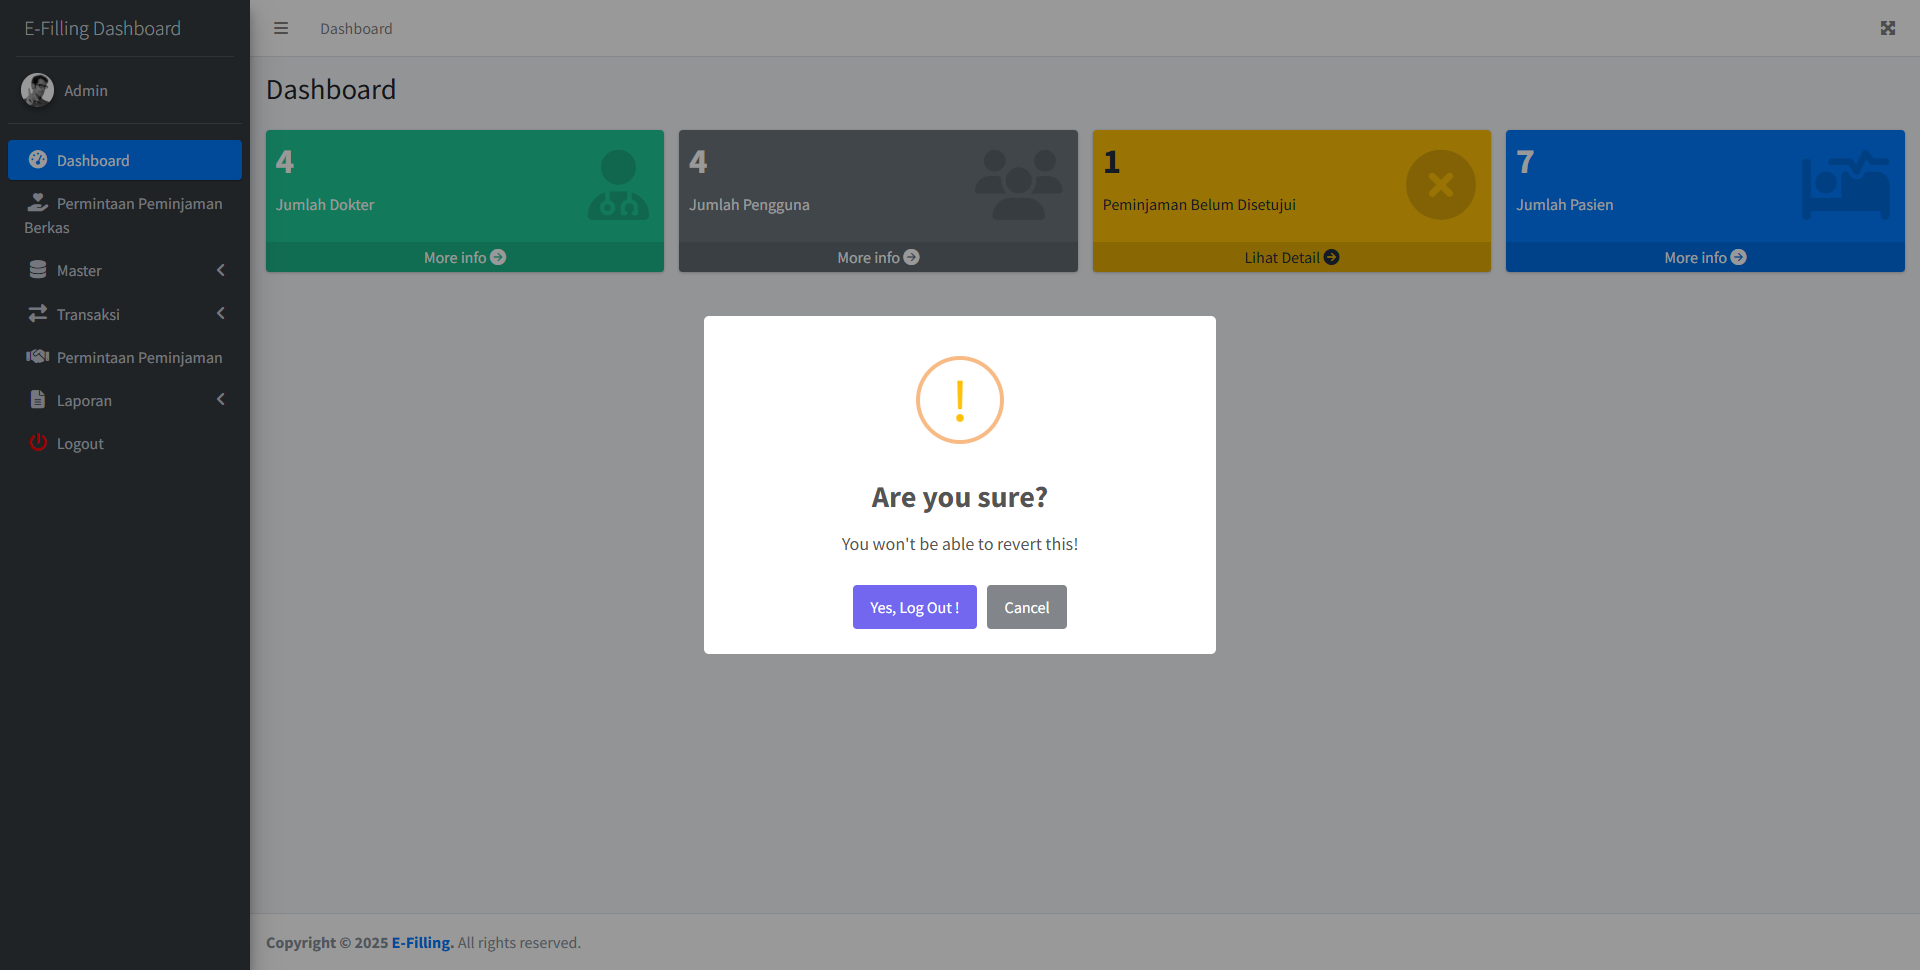 E-Filling Dashboard
Admin
Dashboard
Permintaan Peminjaman
Berkas
Master
Transaksi
Permintaan Peminjaman
Laporan
Logout
Dashboard
Dashboard
4
Jumlah Dokter
More info
4
Jumlah Pengguna
More info
1
Peminjaman Belum Disetujui
Lihat Detail
7
Jumlah Pasien
More info
!
Are you sure?
You won't be able to revert this!
Yes, Log Out !
Cancel
Copyright © 2025 E-Filling. All rights reserved.